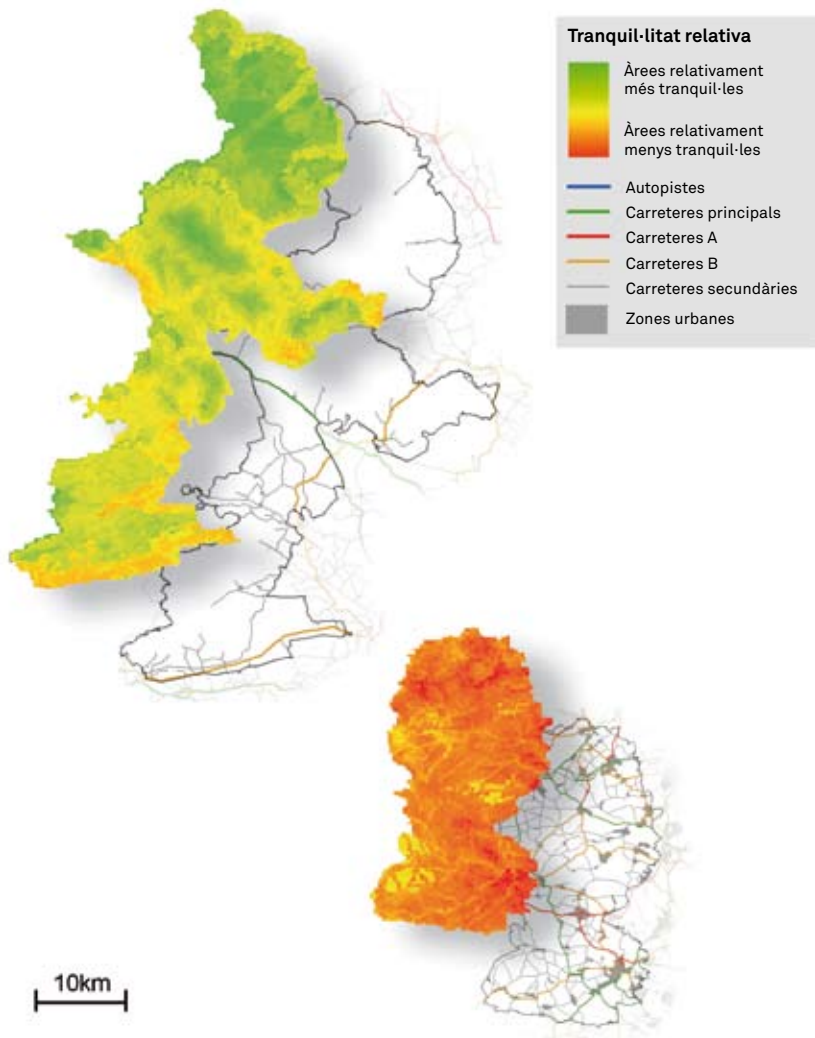 Tranquil·litat relativa
Àrees relativament
més tranquil·les
Àrees relativament
menys tranquil·les
Autopistes
Carreteres principals
Carreteres A
Carreteres B
Carreteres secundàries
Zones urbanes
10km